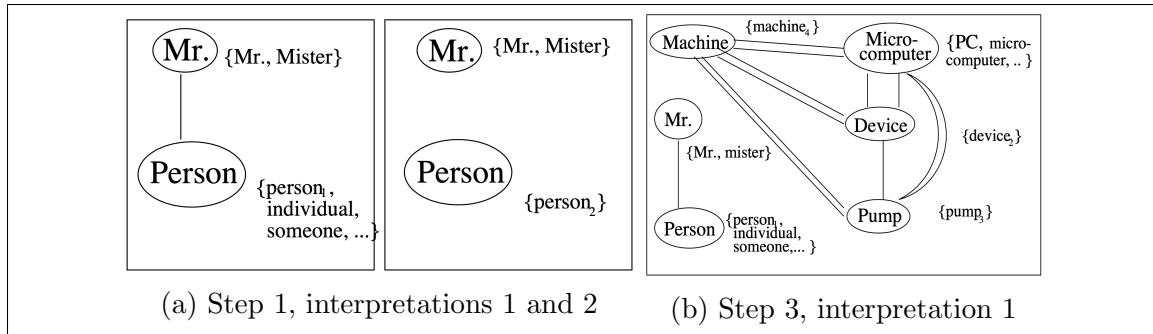 Mr.
{Mr., Mister}
Person
{person1,
individual,
someone, ...}
Mr.
{Mr., Mister}
Person
{person2}
(a) Step 1, interpretations 1 and 2
Machine
{machine4}
Micro-
computer
{PC, micro-
computer, .. }
Mr.
{Mr., mister}
Device
{device2}
Person
{person1,
individual,
someone,... }
Pump
{pump3}
(b) Step 3, interpretation 1